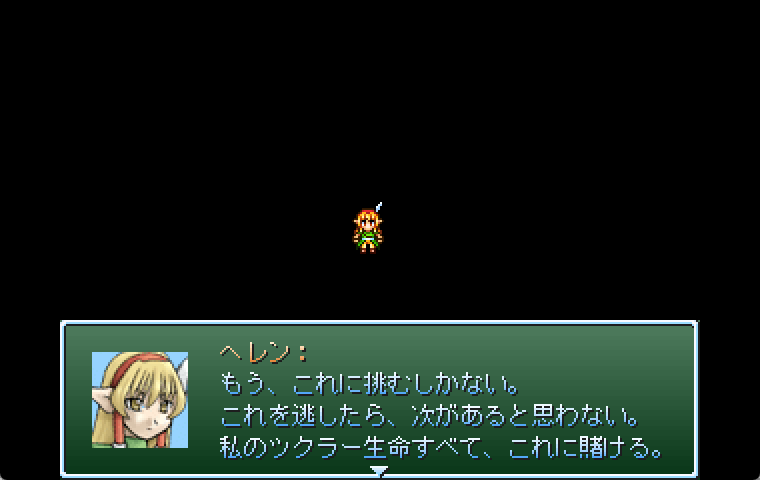 ヘレン：
もう、これに挑むしかない。
これを逃したら、次があると思わない。
私のツクラー生命すべて、これに賭ける。